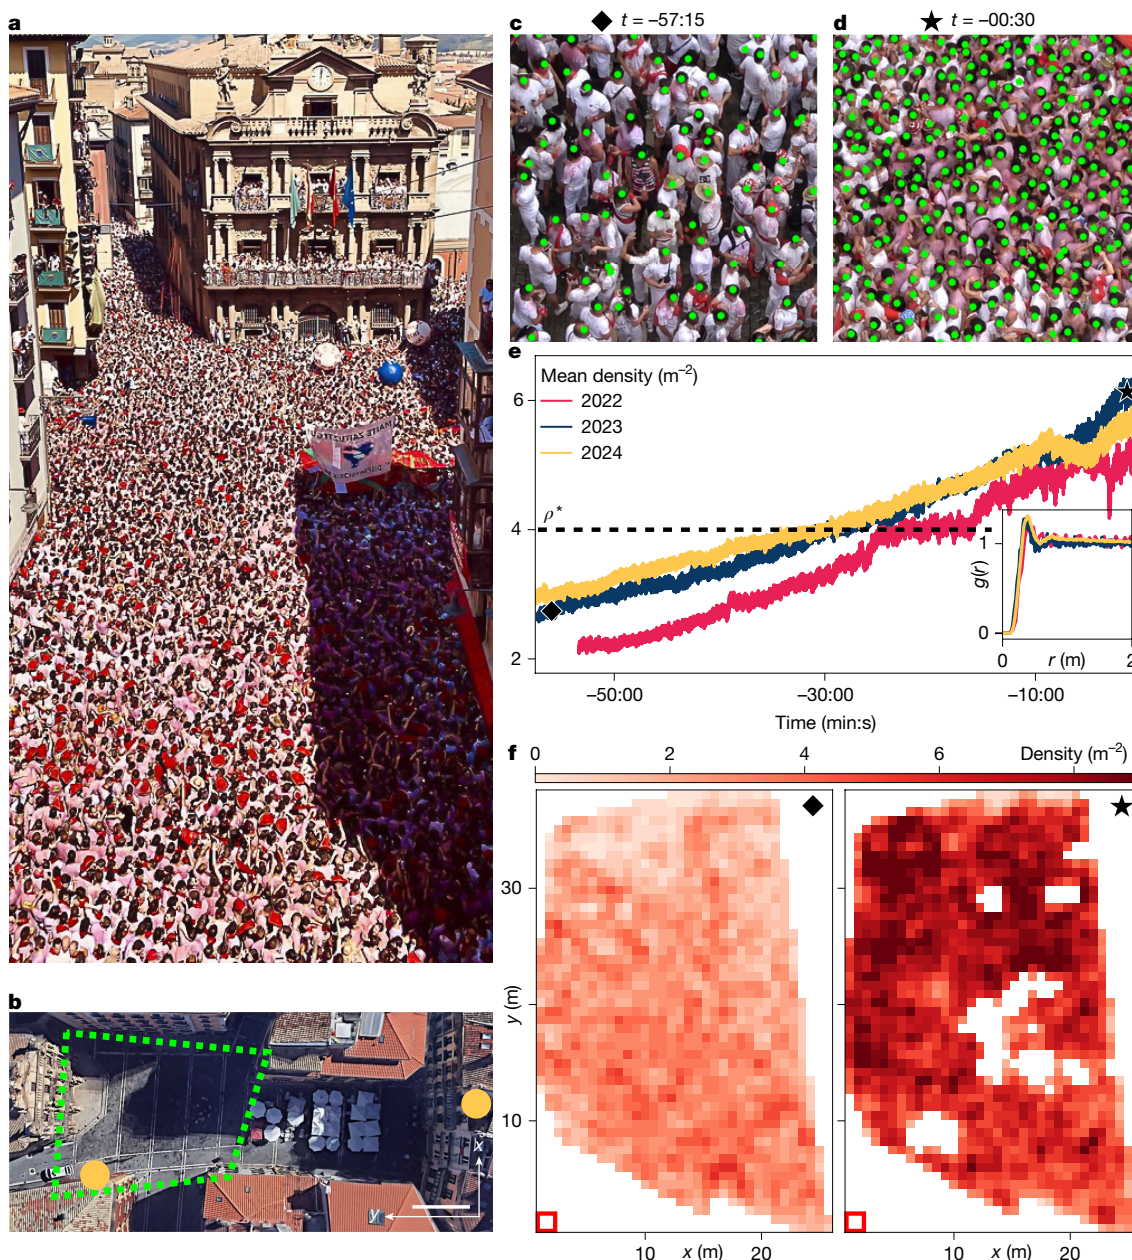 a
b
x
y
c
◆ t = –57:15
d
★ t = –00:30
e
Mean density (m⁻²)
2022
2023
2024
6
4
2
ρ*
–50:00
–30:00
–10:00
Time (min:s)
g(r)
1
0
0
r (m)
2
f
0
2
4
6
Density (m⁻²)
30
10
y (m)
10
x (m)
20
10
x (m)
20